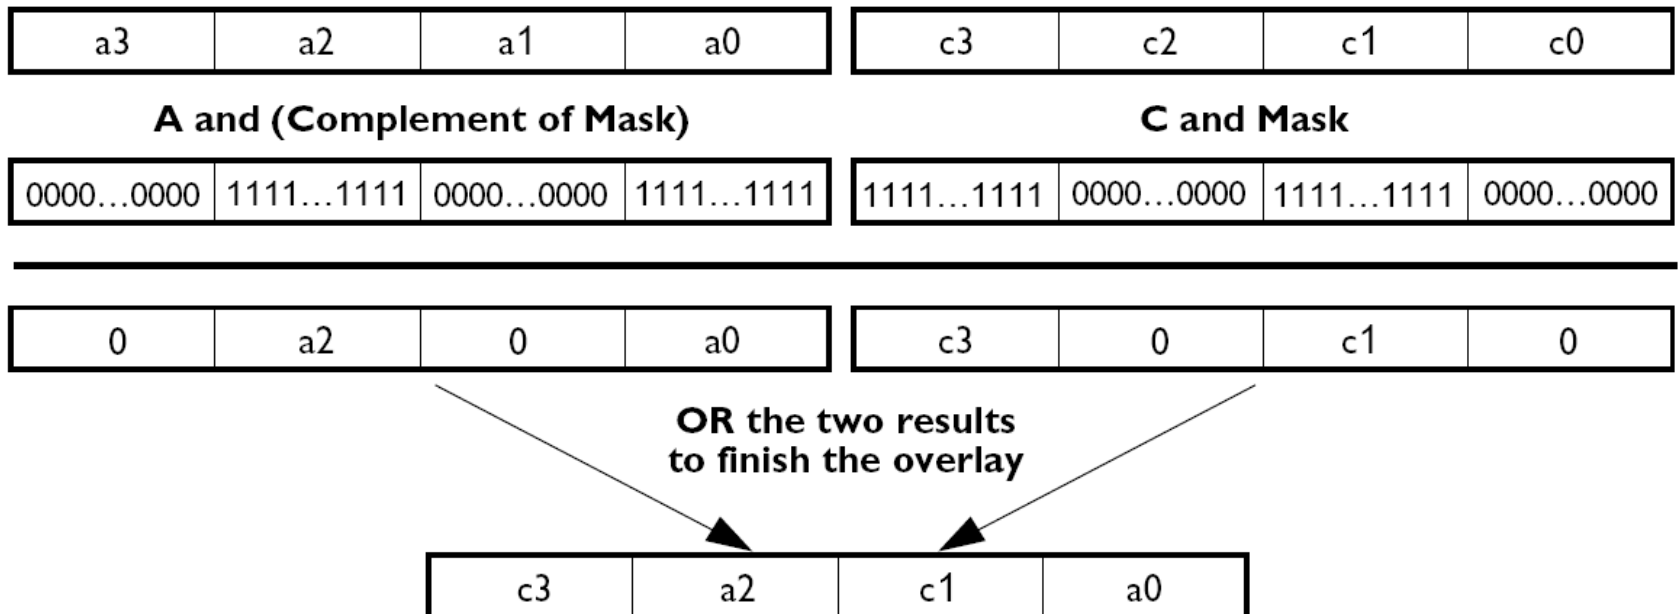 a3 a2 a1 a0 c3 c2 c1 c0
A and (Complement of Mask) C and Mask
0000...0000 1111...1111 0000...0000 1111...1111 1111...1111 0000...0000 1111...1111 0000...0000
0 a2 0 a0 c3 0 c1 0
OR the two results
to finish the overlay
c3 a2 c1 a0